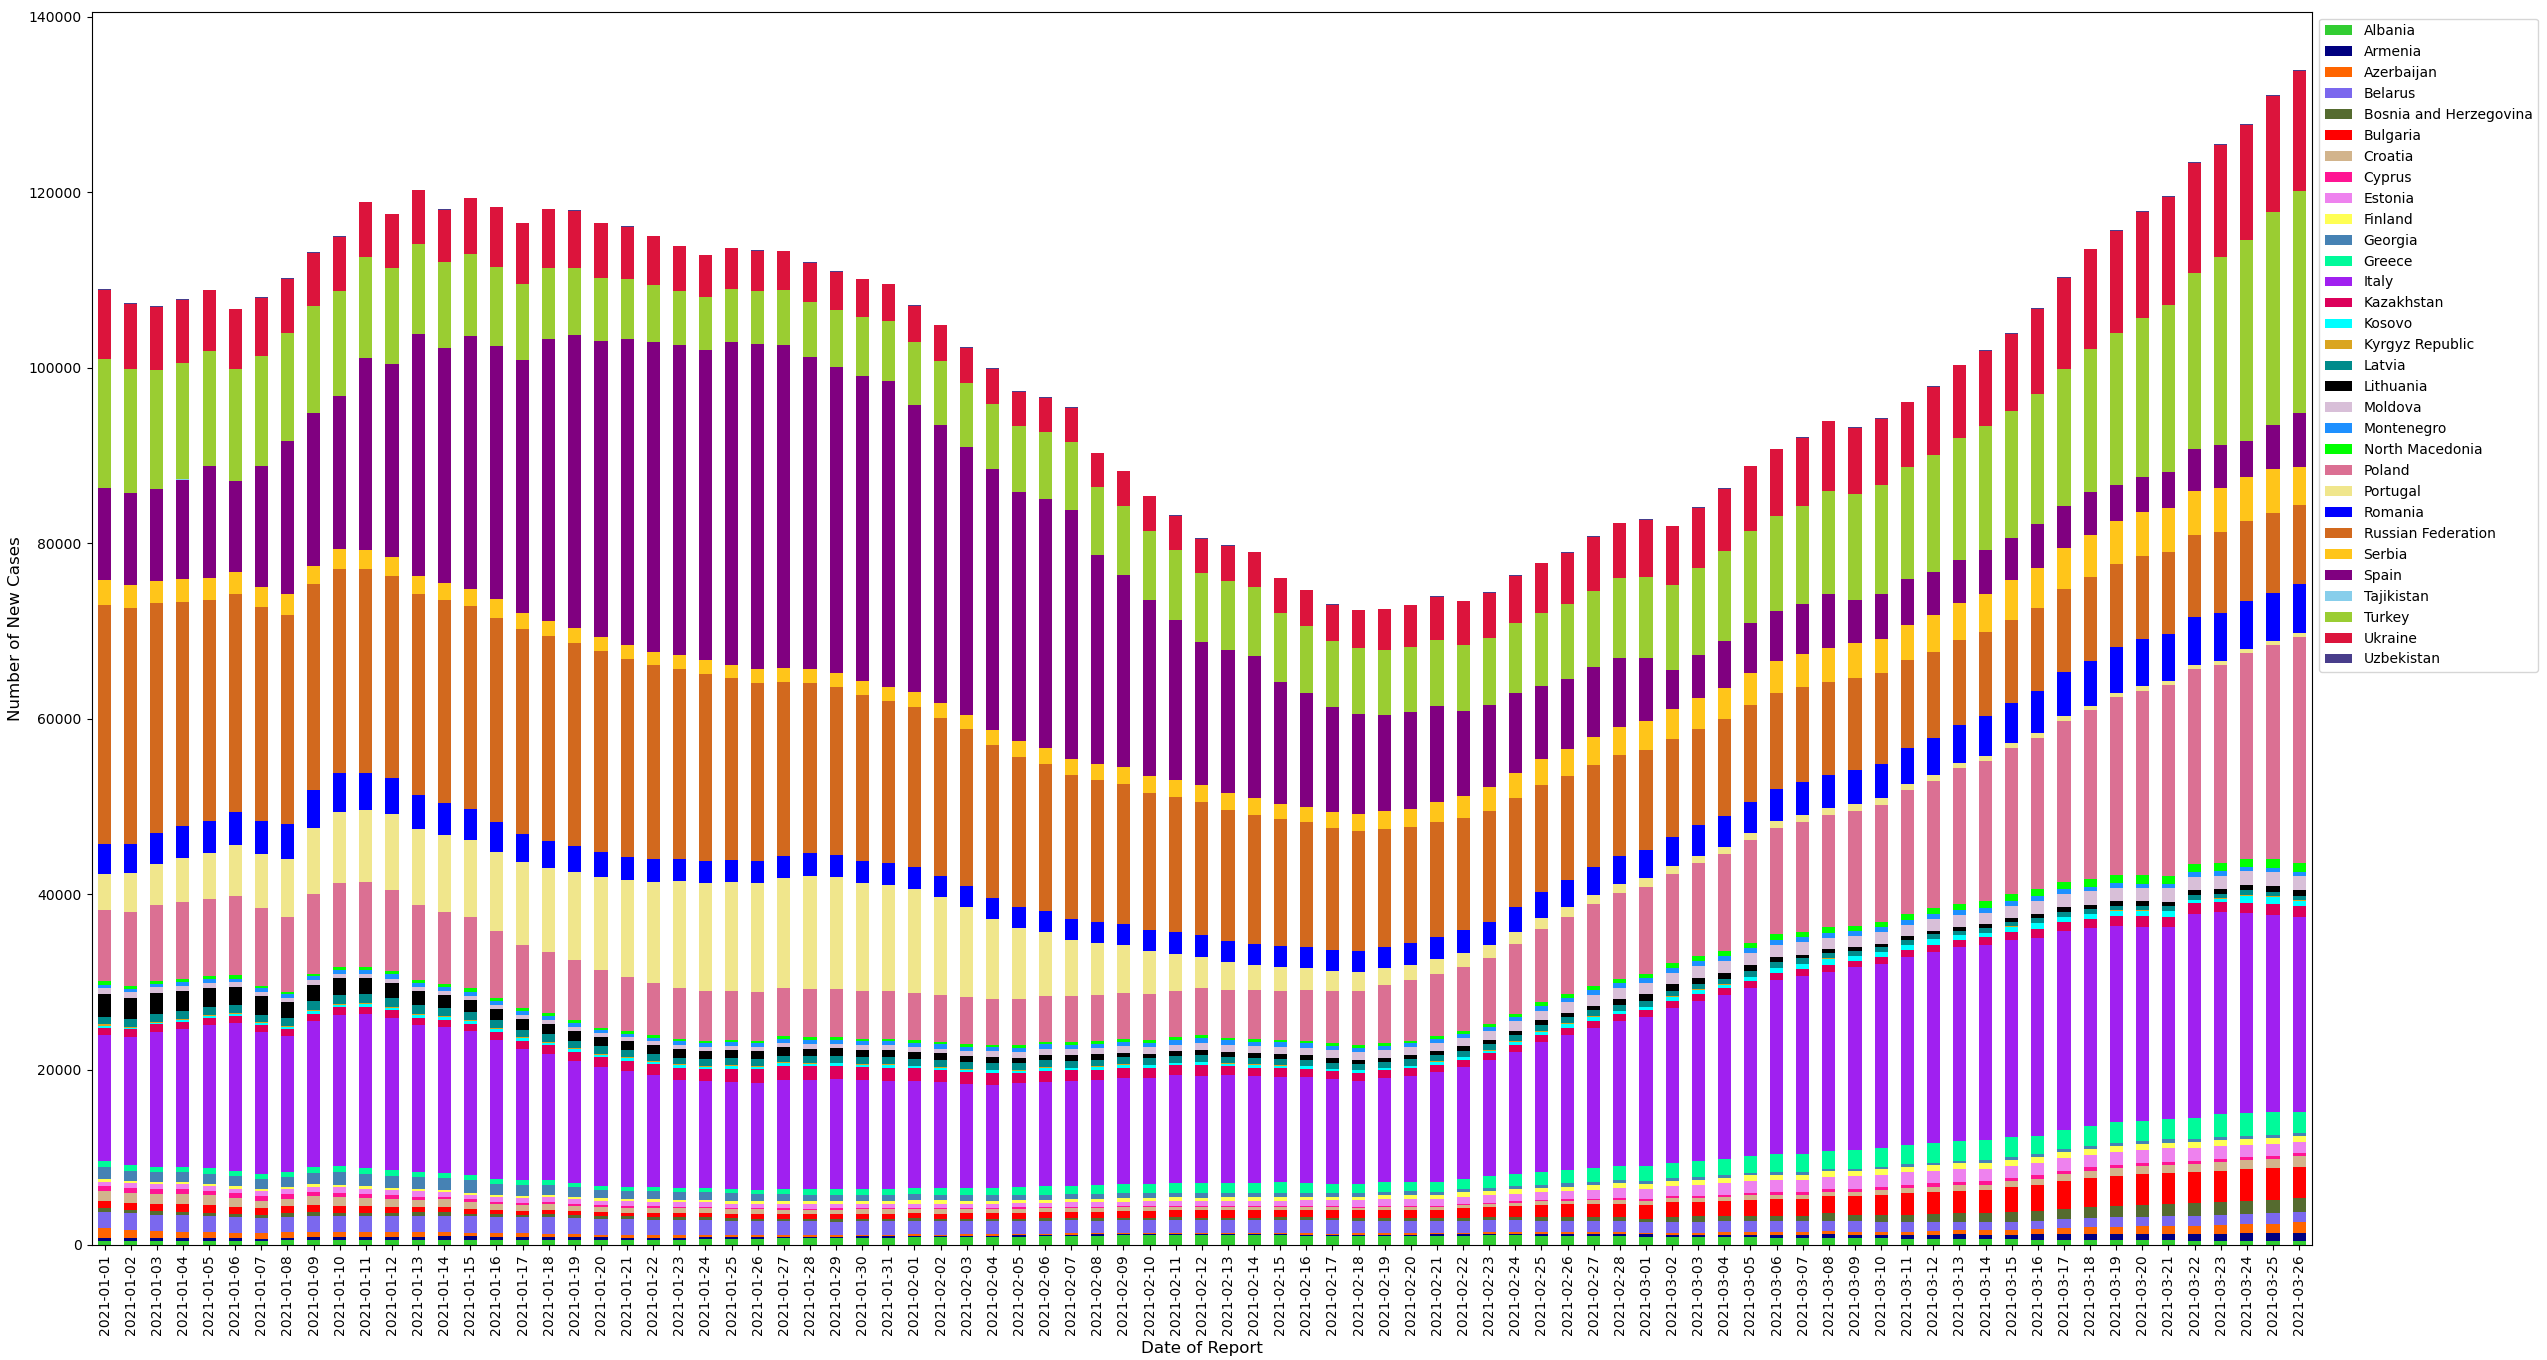 140000
120000
100000
80000
60000
40000
20000
0
Number of New Cases
2021-01-01
2021-01-02
2021-01-03
2021-01-04
2021-01-05
2021-01-06
2021-01-07
2021-01-08
2021-01-09
2021-01-10
2021-01-11
2021-01-12
2021-01-13
2021-01-14
2021-01-15
2021-01-16
2021-01-17
2021-01-18
2021-01-19
2021-01-20
2021-01-21
2021-01-22
2021-01-23
2021-01-24
2021-01-25
2021-01-26
2021-01-27
2021-01-28
2021-01-29
2021-01-30
2021-01-31
2021-02-01
2021-02-02
2021-02-03
2021-02-04
2021-02-05
2021-02-06
2021-02-07
2021-02-08
2021-02-09
2021-02-10
2021-02-11
2021-02-12
2021-02-13
2021-02-14
2021-02-15
2021-02-16
2021-02-17
2021-02-18
2021-02-19
2021-02-20
2021-02-21
2021-02-22
2021-02-23
2021-02-24
2021-02-25
2021-02-26
2021-02-27
2021-02-28
2021-03-01
2021-03-02
2021-03-03
2021-03-04
2021-03-05
2021-03-06
2021-03-07
2021-03-08
2021-03-09
2021-03-10
2021-03-11
2021-03-12
2021-03-13
2021-03-14
2021-03-15
2021-03-16
2021-03-17
2021-03-18
2021-03-19
2021-03-20
2021-03-21
2021-03-22
2021-03-23
2021-03-24
2021-03-25
2021-03-26
Date of Report
Albania
Armenia
Azerbaijan
Belarus
Bosnia and Herzegovina
Bulgaria
Croatia
Cyprus
Estonia
Finland
Georgia
Greece
Italy
Kazakhstan
Kosovo
Kyrgyz Republic
Latvia
Lithuania
Moldova
Montenegro
North Macedonia
Poland
Portugal
Romania
Russian Federation
Serbia
Spain
Tajikistan
Turkey
Ukraine
Uzbekistan